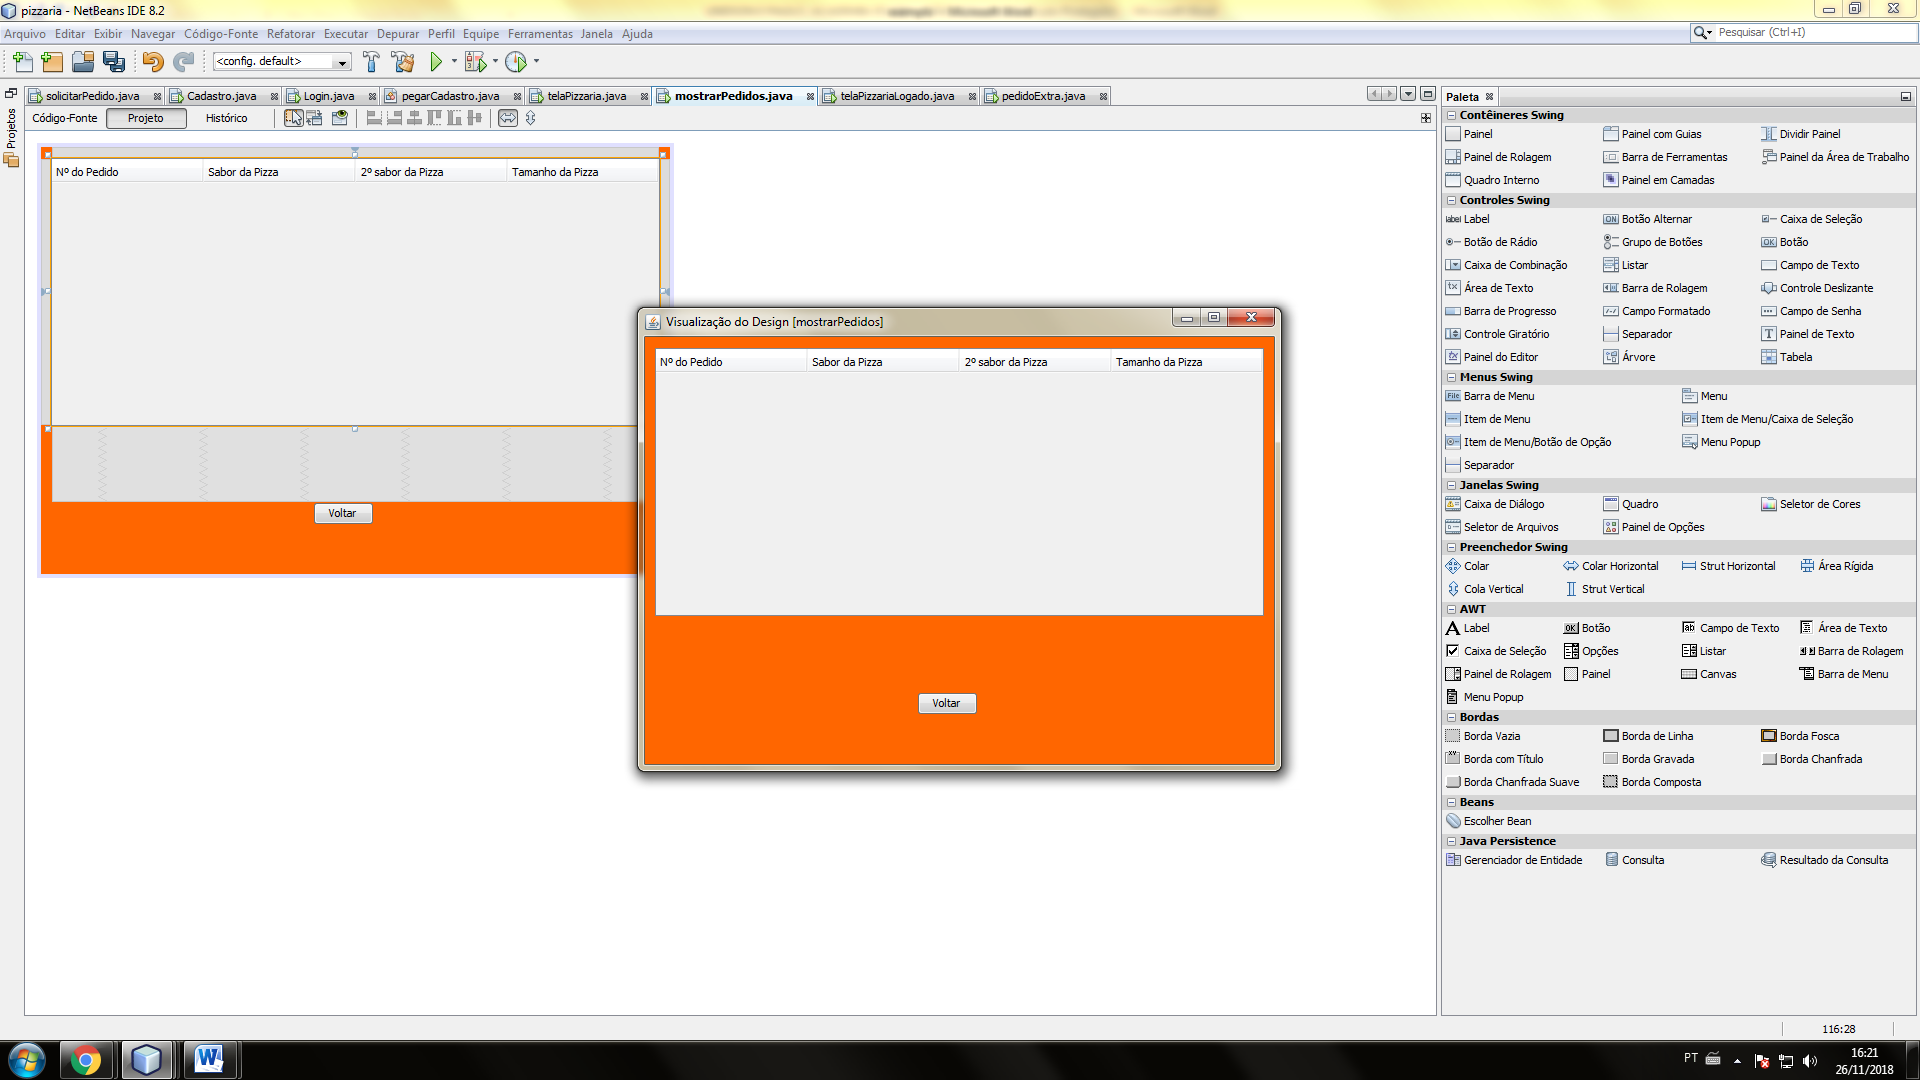 pizzaria - NetBeans IDE 8.2
Arquivo Editar Exibir Navegar Código-Fonte Refatorar Executar Depurar Perfil Equipe Ferramentas Janela Ajuda
Pesquisar (Ctrl+I)
<config. default>
solicitarPedido.java Cadastro.java Login.java pegarCadastro.java telaPizzaria.java mostrarPedidos.java telaPizzariaLogado.java pedidoExtra.java
Código-Fonte Projeto Histórico
Projetos
Nº do Pedido Sabor da Pizza 2º sabor da Pizza Tamanho da Pizza
Voltar
Visualização do Design [mostrarPedidos]
Nº do Pedido Sabor da Pizza 2º sabor da Pizza Tamanho da Pizza
Voltar
Paleta
Contêineres Swing
Painel Painel com Guias Dividir Painel
Painel de Rolagem Barra de Ferramentas Painel da Área de Trabalho
Quadro Interno Painel em Camadas
Controles Swing
label Label ON Botão Alternar Caixa de Seleção
Botão de Rádio Grupo de Botões OK Botão
Caixa de Combinação Listar Campo de Texto
Área de Texto Barra de Rolagem Controle Deslizante
Barra de Progresso Campo Formatado Campo de Senha
Controle Giratório Separador Painel de Texto
Painel do Editor Árvore Tabela
Menus Swing
File Barra de Menu Menu
Item de Menu Item de Menu/Caixa de Seleção
Item de Menu/Botão de Opção Menu Popup
Separador
Janelas Swing
Caixa de Diálogo Quadro Seletor de Cores
Seletor de Arquivos Painel de Opções
Preenchedor Swing
Colar Colar Horizontal Strut Horizontal Área Rígida
Cola Vertical Strut Vertical
AWT
Label OK Botão Campo de Texto Área de Texto
Caixa de Seleção Opções Listar Barra de Rolagem
Painel de Rolagem Painel Canvas Barra de Menu
Menu Popup
Bordas
Borda Vazia Borda de Linha Borda Fosca
Borda com Título Borda Gravada Borda Chanfrada
Borda Chanfrada Suave Borda Composta
Beans
Escolher Bean
Java Persistence
Gerenciador de Entidade Consulta Resultado da Consulta
116:28
PT
16:21
26/11/2018